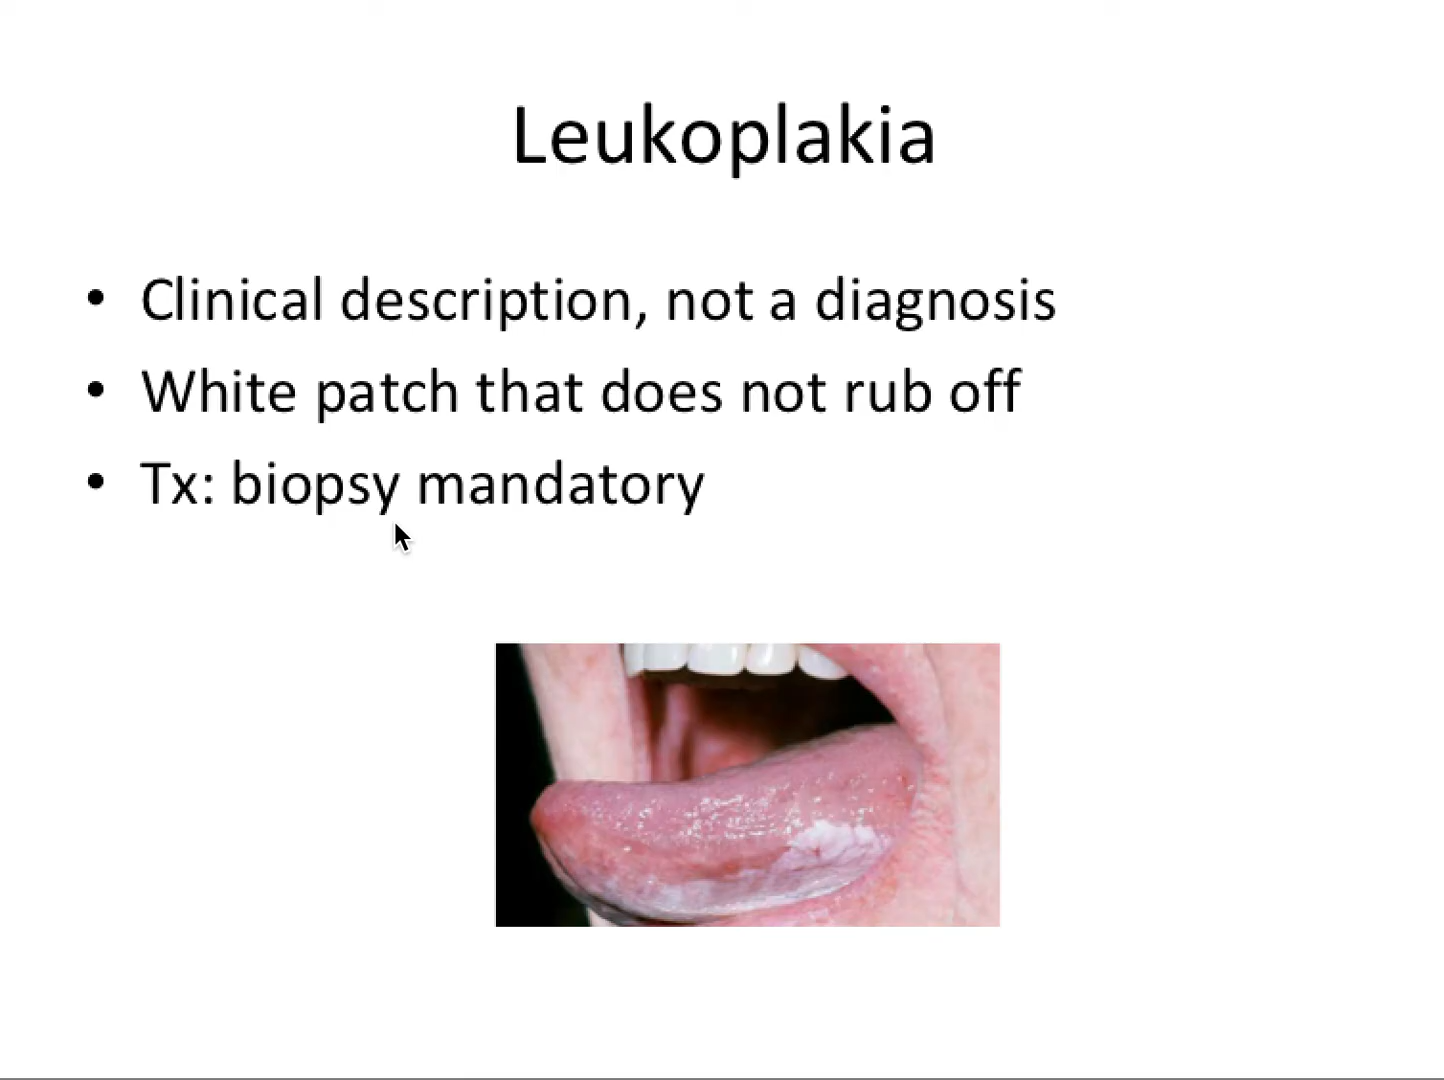 Leukoplakia
• Clinical description, not a diagnosis
• White patch that does not rub off
• Tx: biopsy mandatory